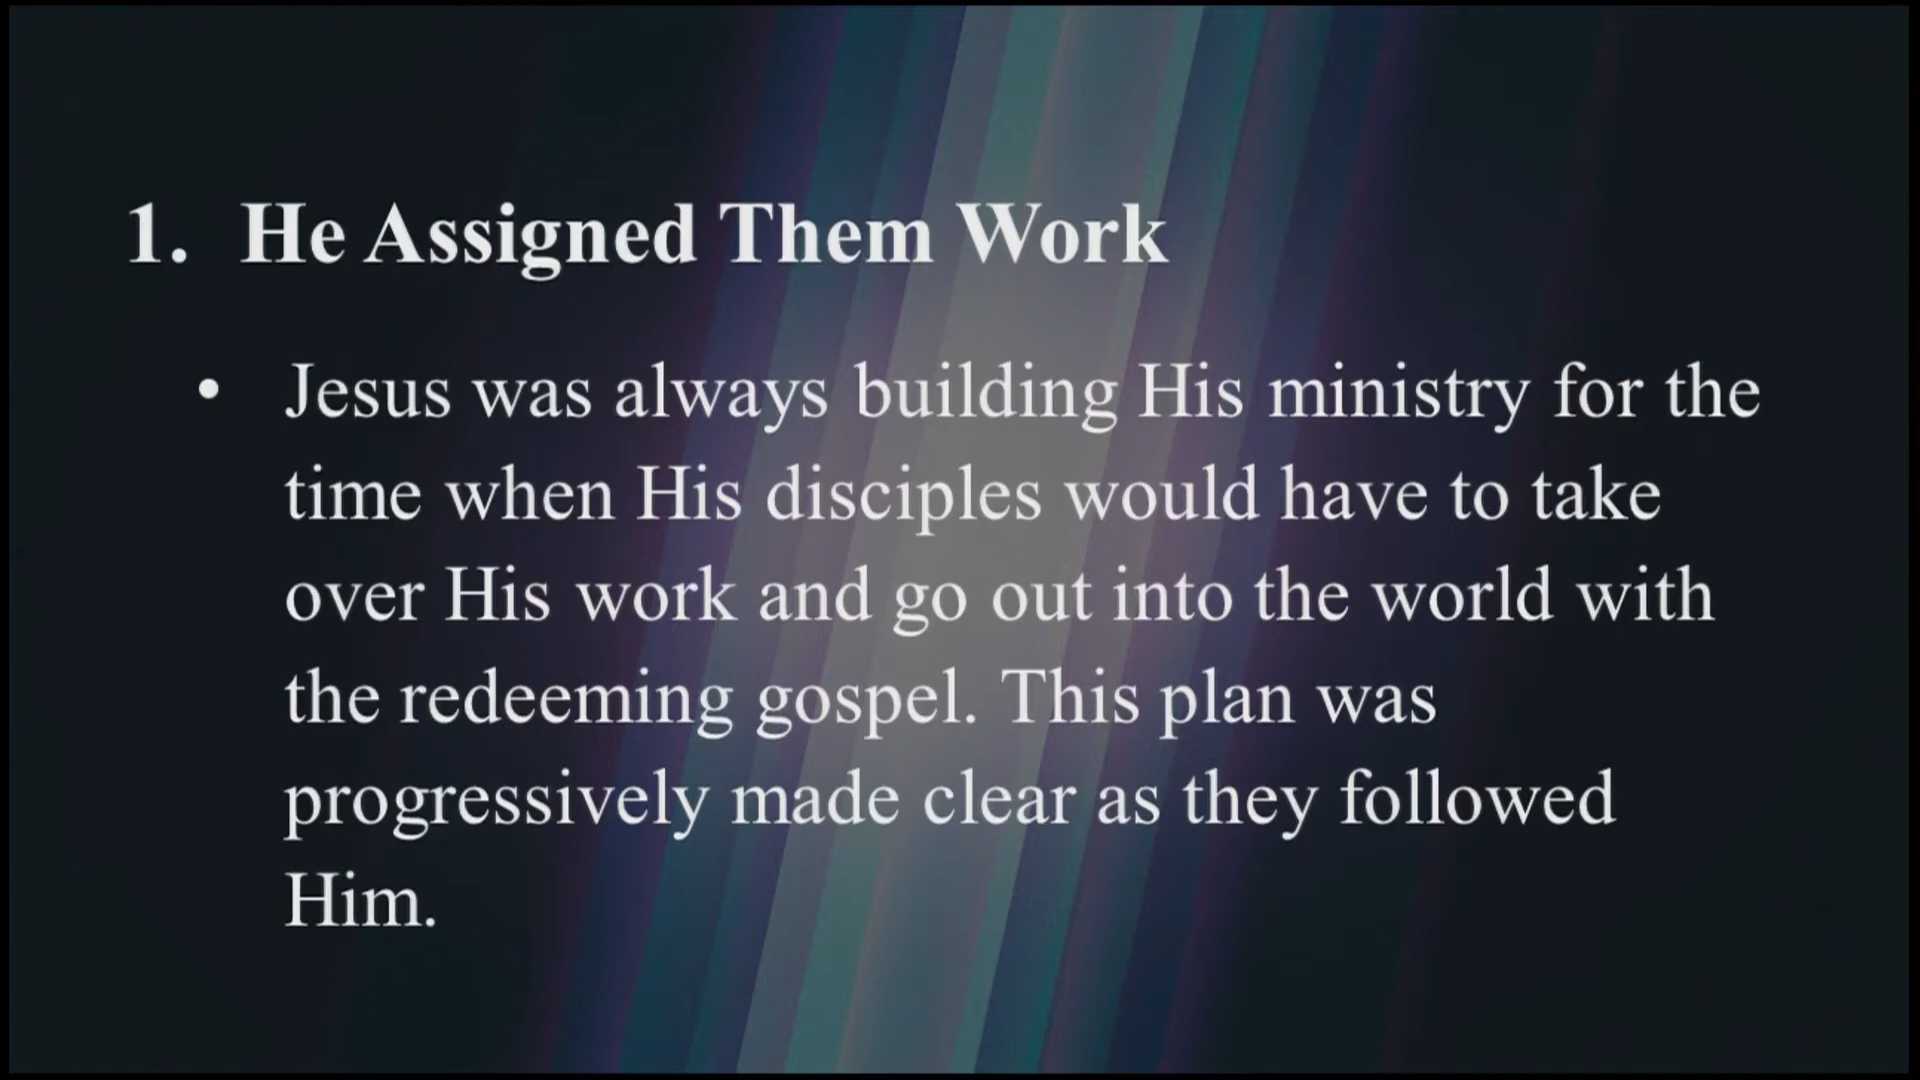 1. He Assigned Them Work
• Jesus was always building His ministry for the
time when His disciples would have to take
over His work and go out into the world with
the redeeming gospel. This plan was
progressively made clear as they followed
Him.